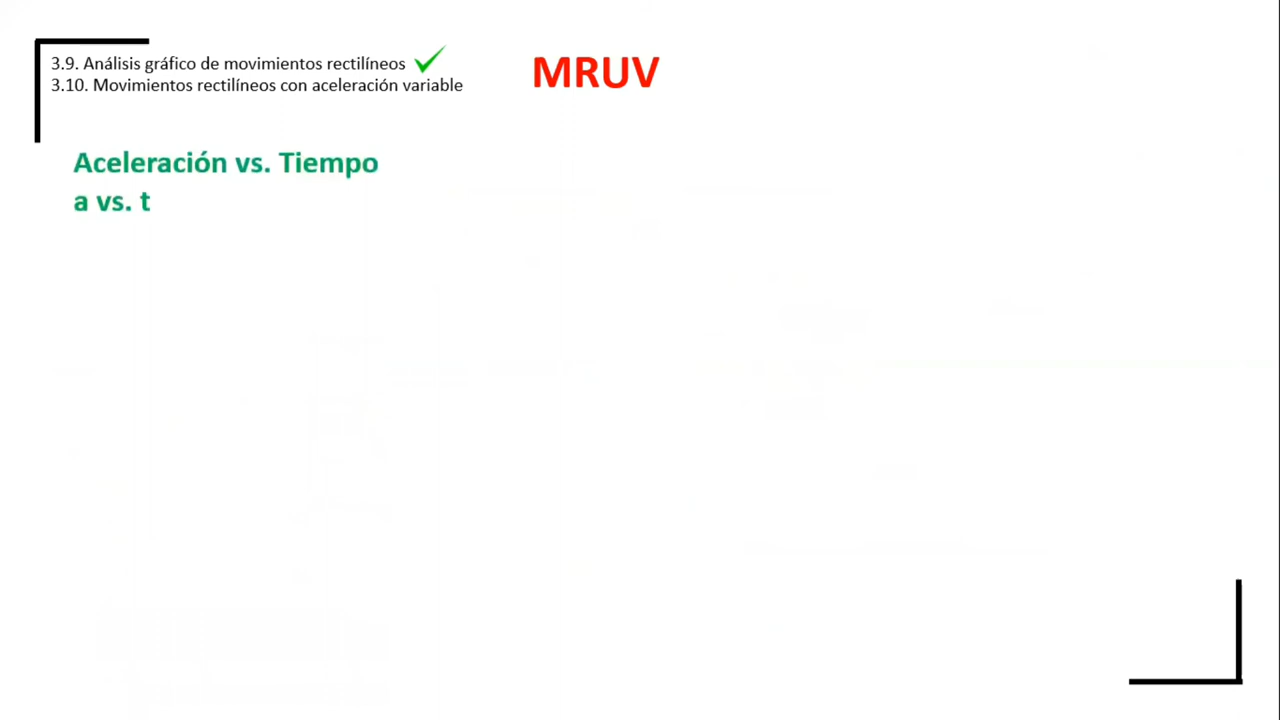 3.9. Análisis gráfico de movimientos rectilíneos
3.10. Movimientos rectilíneos con aceleración variable
MRUV
Aceleración vs. Tiempo
a vs. t